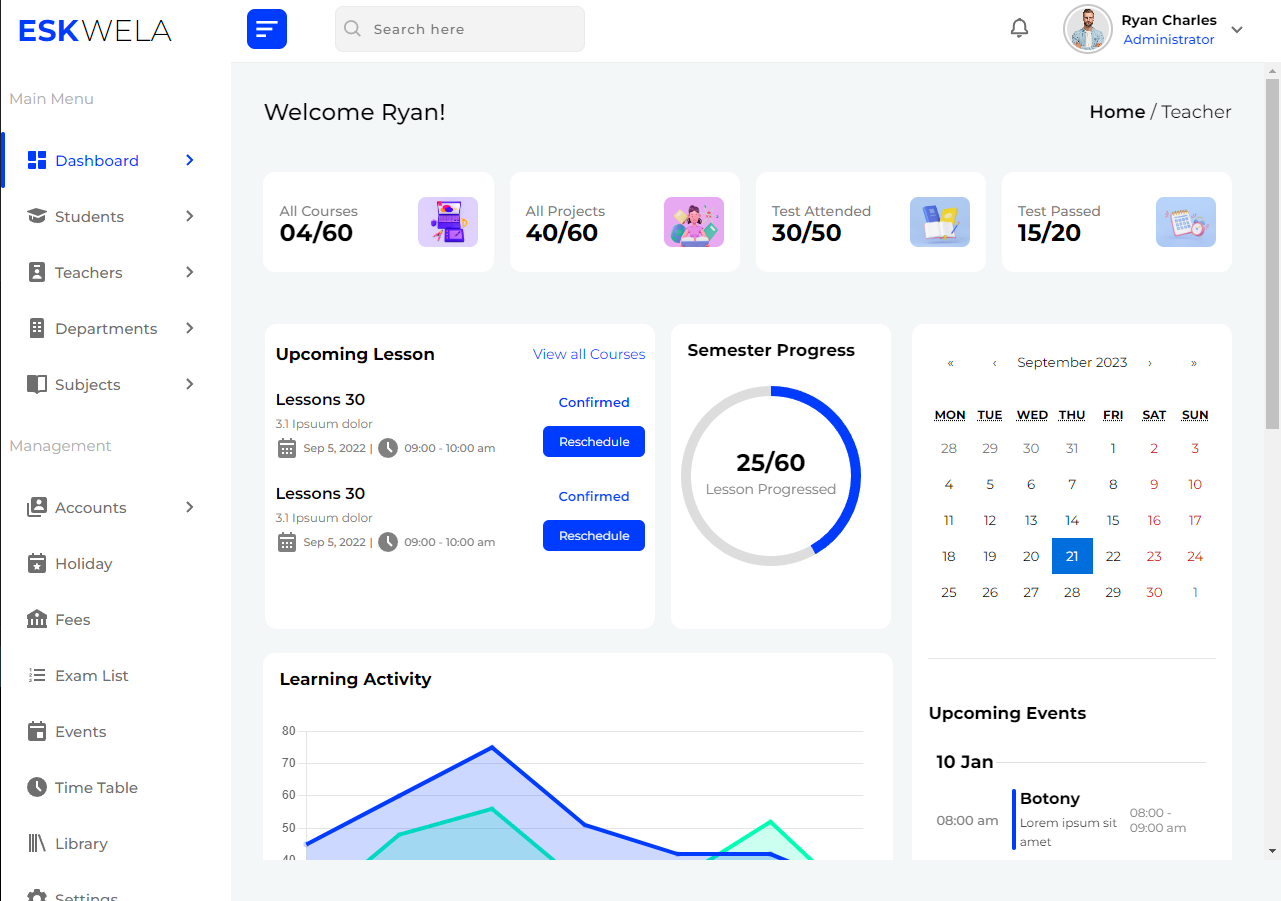 ESKWELA
Search here
Ryan Charles
Administrator
Main Menu
Dashboard
Students
Teachers
Departments
Subjects
Management
Accounts
Holiday
Fees
Exam List
Events
Time Table
Library
Settings
Welcome Ryan!
Home / Teacher
All Courses
04/60
All Projects
40/60
Test Attended
30/50
Test Passed
15/20
Upcoming Lesson
View all Courses
Lessons 30
Confirmed
3.1 Ipsuum dolor
Sep 5, 2022 | 09:00 - 10:00 am
Reschedule
Lessons 30
Confirmed
3.1 Ipsuum dolor
Sep 5, 2022 | 09:00 - 10:00 am
Reschedule
Semester Progress
25/60
Lesson Progressed
« ‹ September 2023 › »
MON TUE WED THU FRI SAT SUN
28 29 30 31 1 2 3
4 5 6 7 8 9 10
11 12 13 14 15 16 17
18 19 20 21 22 23 24
25 26 27 28 29 30 1
Learning Activity
80
70
60
50
40
Upcoming Events
10 Jan
08:00 am
Botony
Lorem ipsum sit
amet
08:00 -
09:00 am